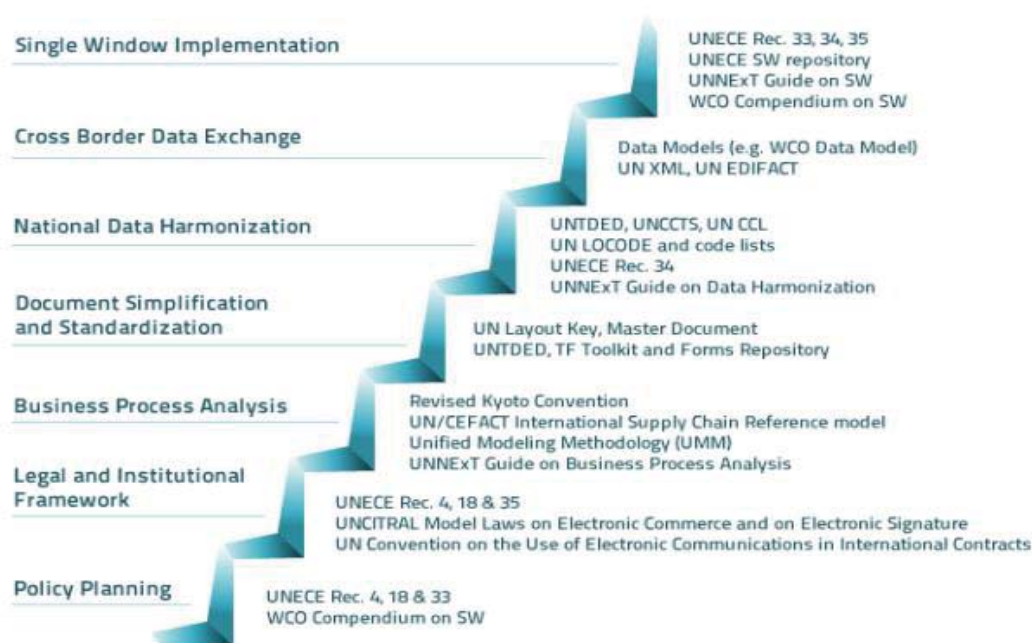 Single Window Implementation
UNECE Rec. 33, 34, 35
UNECE SW repository
UNNExT Guide on SW
WCO Compendium on SW
Cross Border Data Exchange
Data Models (e.g. WCO Data Model)
UN XML, UN EDIFACT
National Data Harmonization
UNTDED, UNCCTS, UN CCL
UN LOCODE and code lists
UNECE Rec. 34
UNNExT Guide on Data Harmonization
Document Simplification
and Standardization
UN Layout Key, Master Document
UNTDED, TF Toolkit and Forms Repository
Business Process Analysis
Revised Kyoto Convention
UN/CEFACT International Supply Chain Reference model
Unified Modeling Methodology (UMM)
UNNExT Guide on Business Process Analysis
Legal and Institutional
Framework
UNECE Rec. 4, 18 & 35
UNCITRAL Model Laws on Electronic Commerce and on Electronic Signature
UN Convention on the Use of Electronic Communications in International Contracts
Policy Planning
UNECE Rec. 4, 18 & 33
WCO Compendium on SW